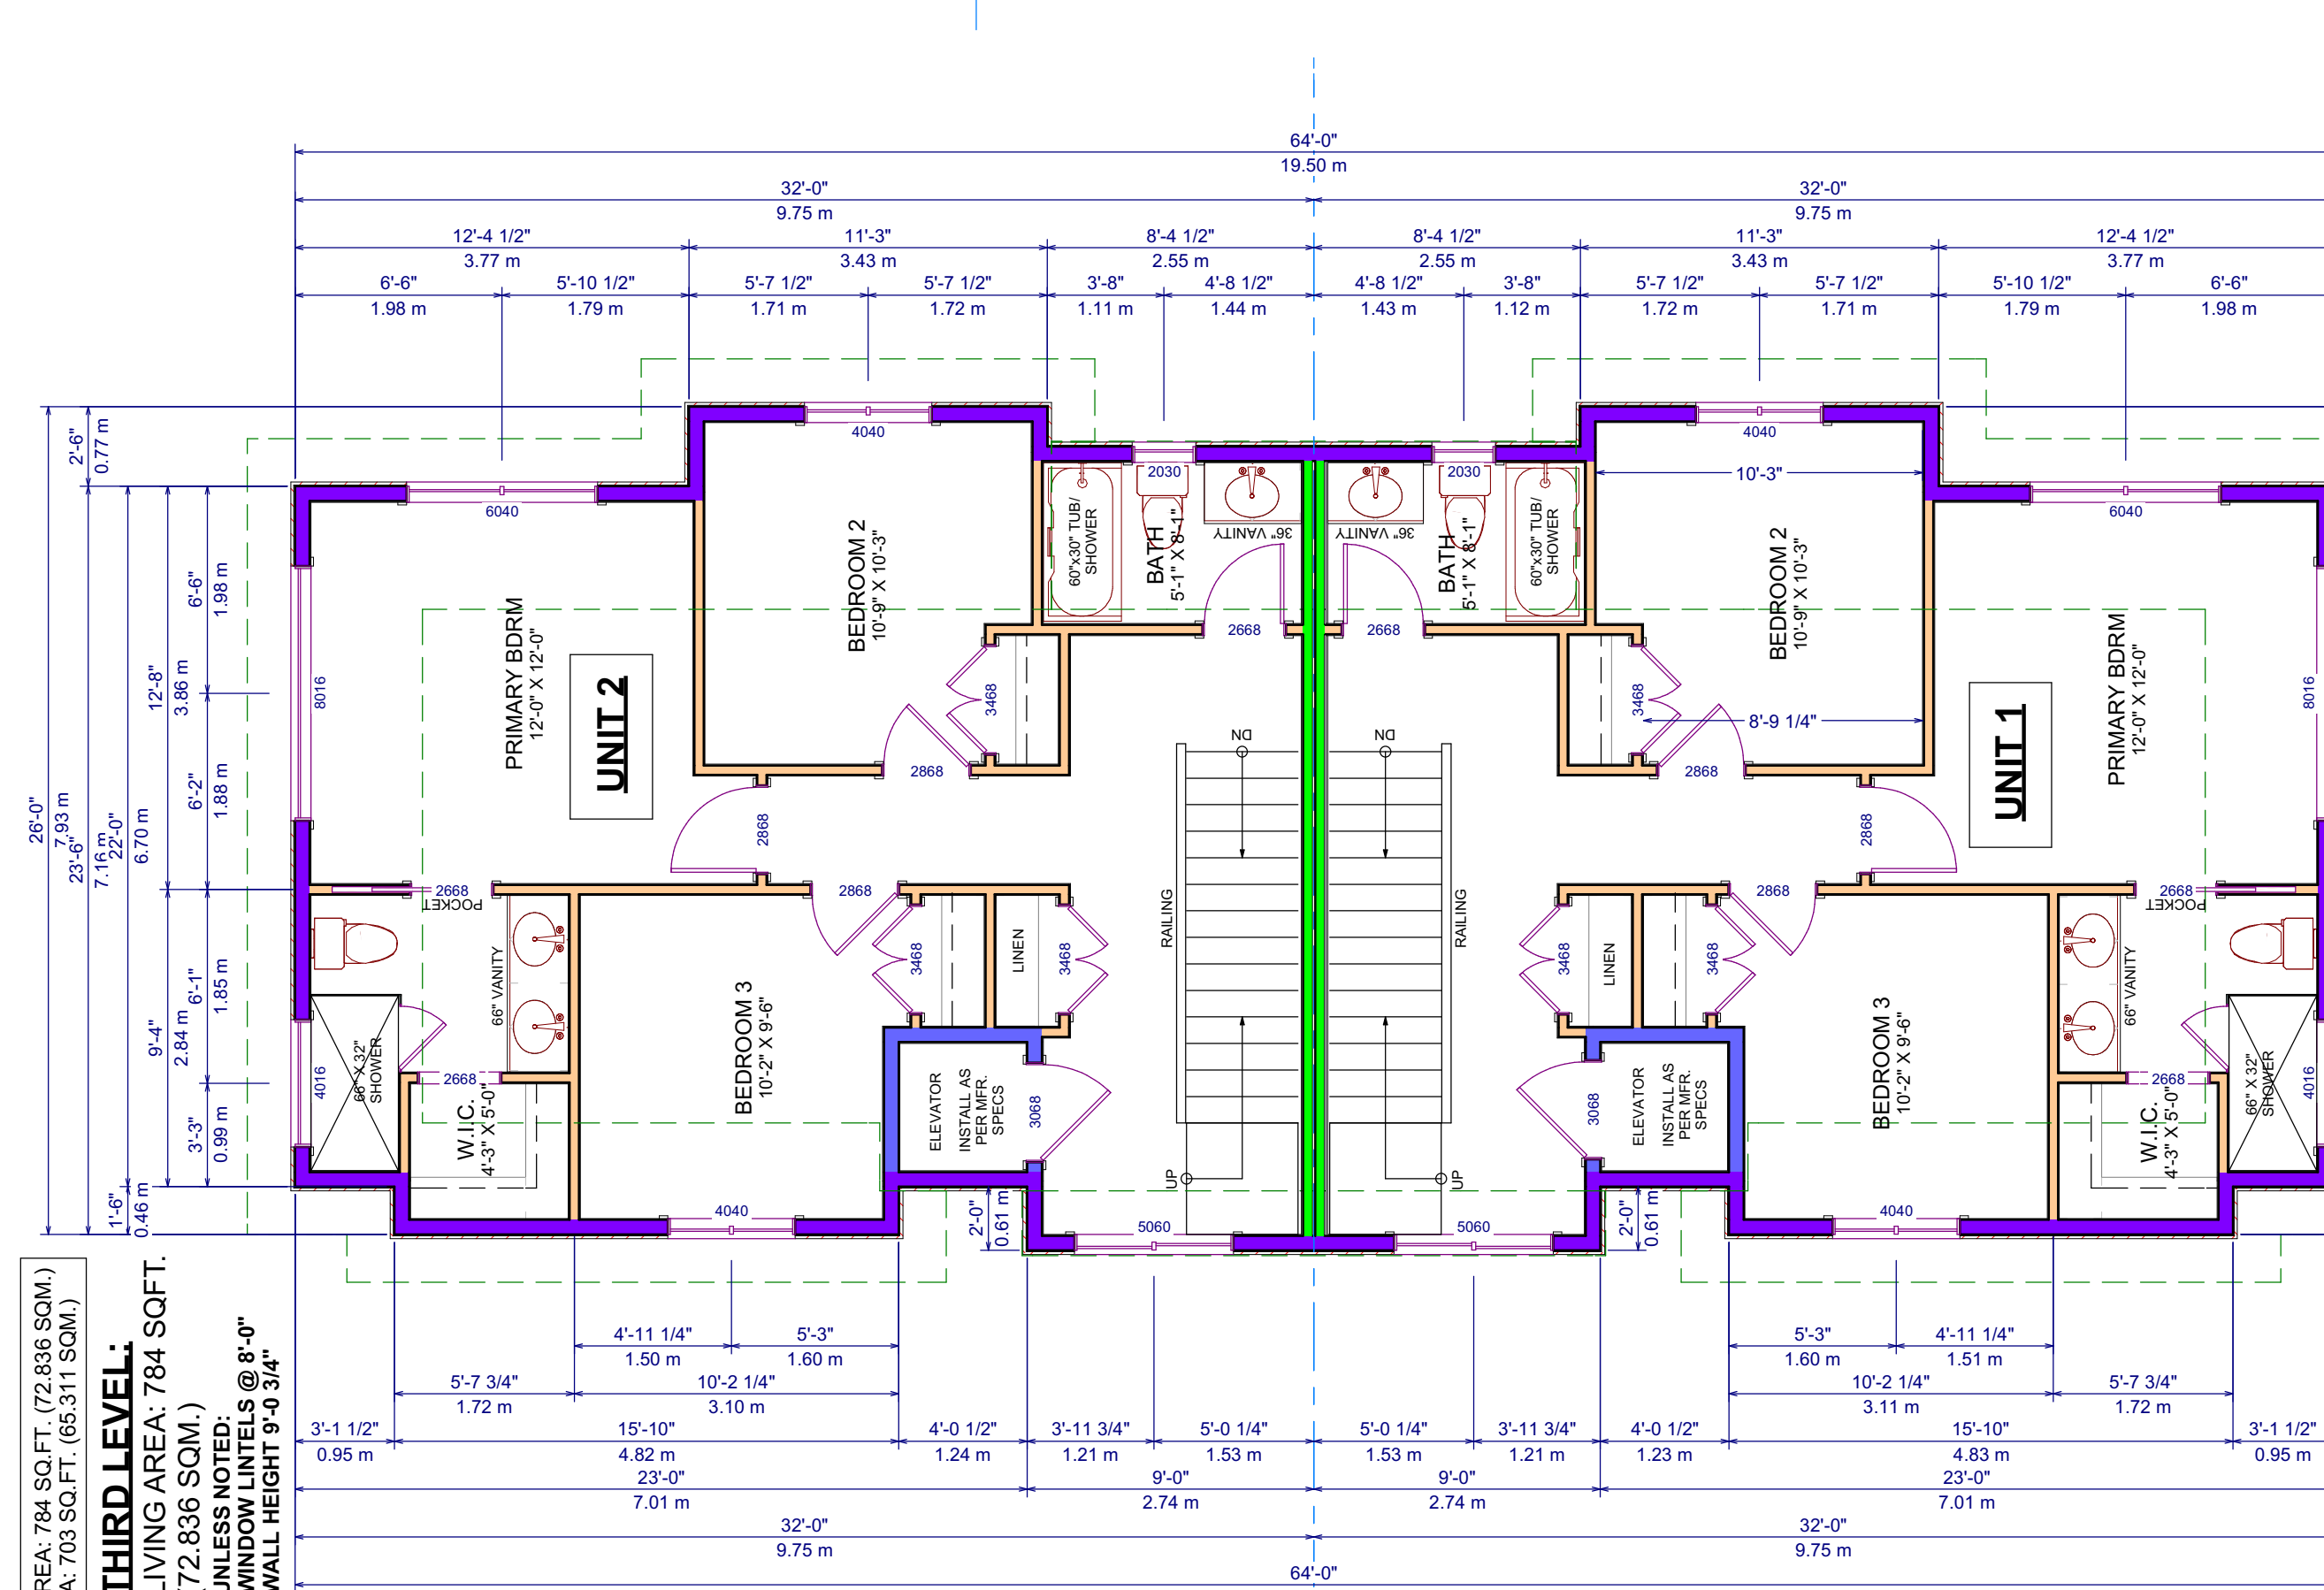 64'-0"
19.50 m
32'-0"
32'-0"
9.75 m
9.75 m
12'-4 1/2"
11'-3"
8'-4 1/2"
8'-4 1/2"
11'-3"
12'-4 1/2"
3.77 m
3.43 m
2.55 m
2.55 m
3.43 m
3.77 m
6'-6"
5'-10 1/2"
5'-7 1/2"
5'-7 1/2"
3'-8"
4'-8 1/2"
4'-8 1/2"
3'-8"
5'-7 1/2"
5'-7 1/2"
5'-10 1/2"
6'-6"
1.98 m
1.79 m
1.71 m
1.72 m
1.11 m
1.44 m
1.43 m
1.12 m
1.72 m
1.71 m
1.79 m
1.98 m
26'-0"
7.93 m
2'-6"
0.77 m
23'-6"
7.16 m
22'-0"
6.70 m
12'-8"
3.86 m
6'-6"
1.98 m
6'-2"
1.88 m
9'-4"
2.84 m
6'-1"
1.85 m
3'-3"
0.99 m
1'-6"
0.46 m
6040
4040
2030
2030
4040
6040
8016
PRIMARY BDRM
12'-0" X 12'-0"
UNIT 2
BEDROOM 2
10'-9" X 10'-3"
60"x30" TUB/
SHOWER
BATH
5'-1" X 8'-1"
36" VANITY
2668
3468
2868
2868
36" VANITY
BATH
5'-1" X 8'-1"
60"x30" TUB/
SHOWER
2668
10'-3"
BEDROOM 2
10'-9" X 10'-3"
3468
8'-9 1/4"
2868
2868
UNIT 1
PRIMARY BDRM
12'-0" X 12'-0"
8016
DN
DN
RAILING
RAILING
UP
UP
2668
POCKET
66" VANITY
4016
66" X 32"
SHOWER
2668
W.I.C.
4'-3" X 5'-0"
BEDROOM 3
10'-2" X 9'-6"
2868
3468
LINEN
3468
ELEVATOR
INSTALL AS
PER MFR.
SPECS
3068
4040
2'-0"
0.61 m
5060
5060
3468
LINEN
3468
2868
3068
ELEVATOR
INSTALL AS
PER MFR.
SPECS
2'-0"
0.61 m
BEDROOM 3
10'-2" X 9'-6"
4040
2668
POCKET
66" VANITY
2668
W.I.C.
4'-3" X 5'-0"
66" X 32"
SHOWER
4016
4'-11 1/4"
5'-3"
5'-3"
4'-11 1/4"
1.50 m
1.60 m
1.60 m
1.51 m
5'-7 3/4"
10'-2 1/4"
10'-2 1/4"
5'-7 3/4"
1.72 m
3.10 m
3.11 m
1.72 m
3'-1 1/2"
15'-10"
4'-0 1/2"
3'-11 3/4"
5'-0 1/4"
5'-0 1/4"
3'-11 3/4"
4'-0 1/2"
15'-10"
3'-1 1/2"
0.95 m
4.82 m
1.24 m
1.21 m
1.53 m
1.53 m
1.21 m
1.23 m
4.83 m
0.95 m
23'-0"
9'-0"
9'-0"
23'-0"
7.01 m
2.74 m
2.74 m
7.01 m
32'-0"
32'-0"
9.75 m
9.75 m
64'-0"
REA: 784 SQ.FT. (72.836 SQM.)
A: 703 SQ.FT. (65.311 SQM.)
THIRD LEVEL:
LIVING AREA: 784 SQFT.
(72.836 SQM.)
UNLESS NOTED:
WINDOW LINTELS @ 8'-0"
WALL HEIGHT 9'-0 3/4"